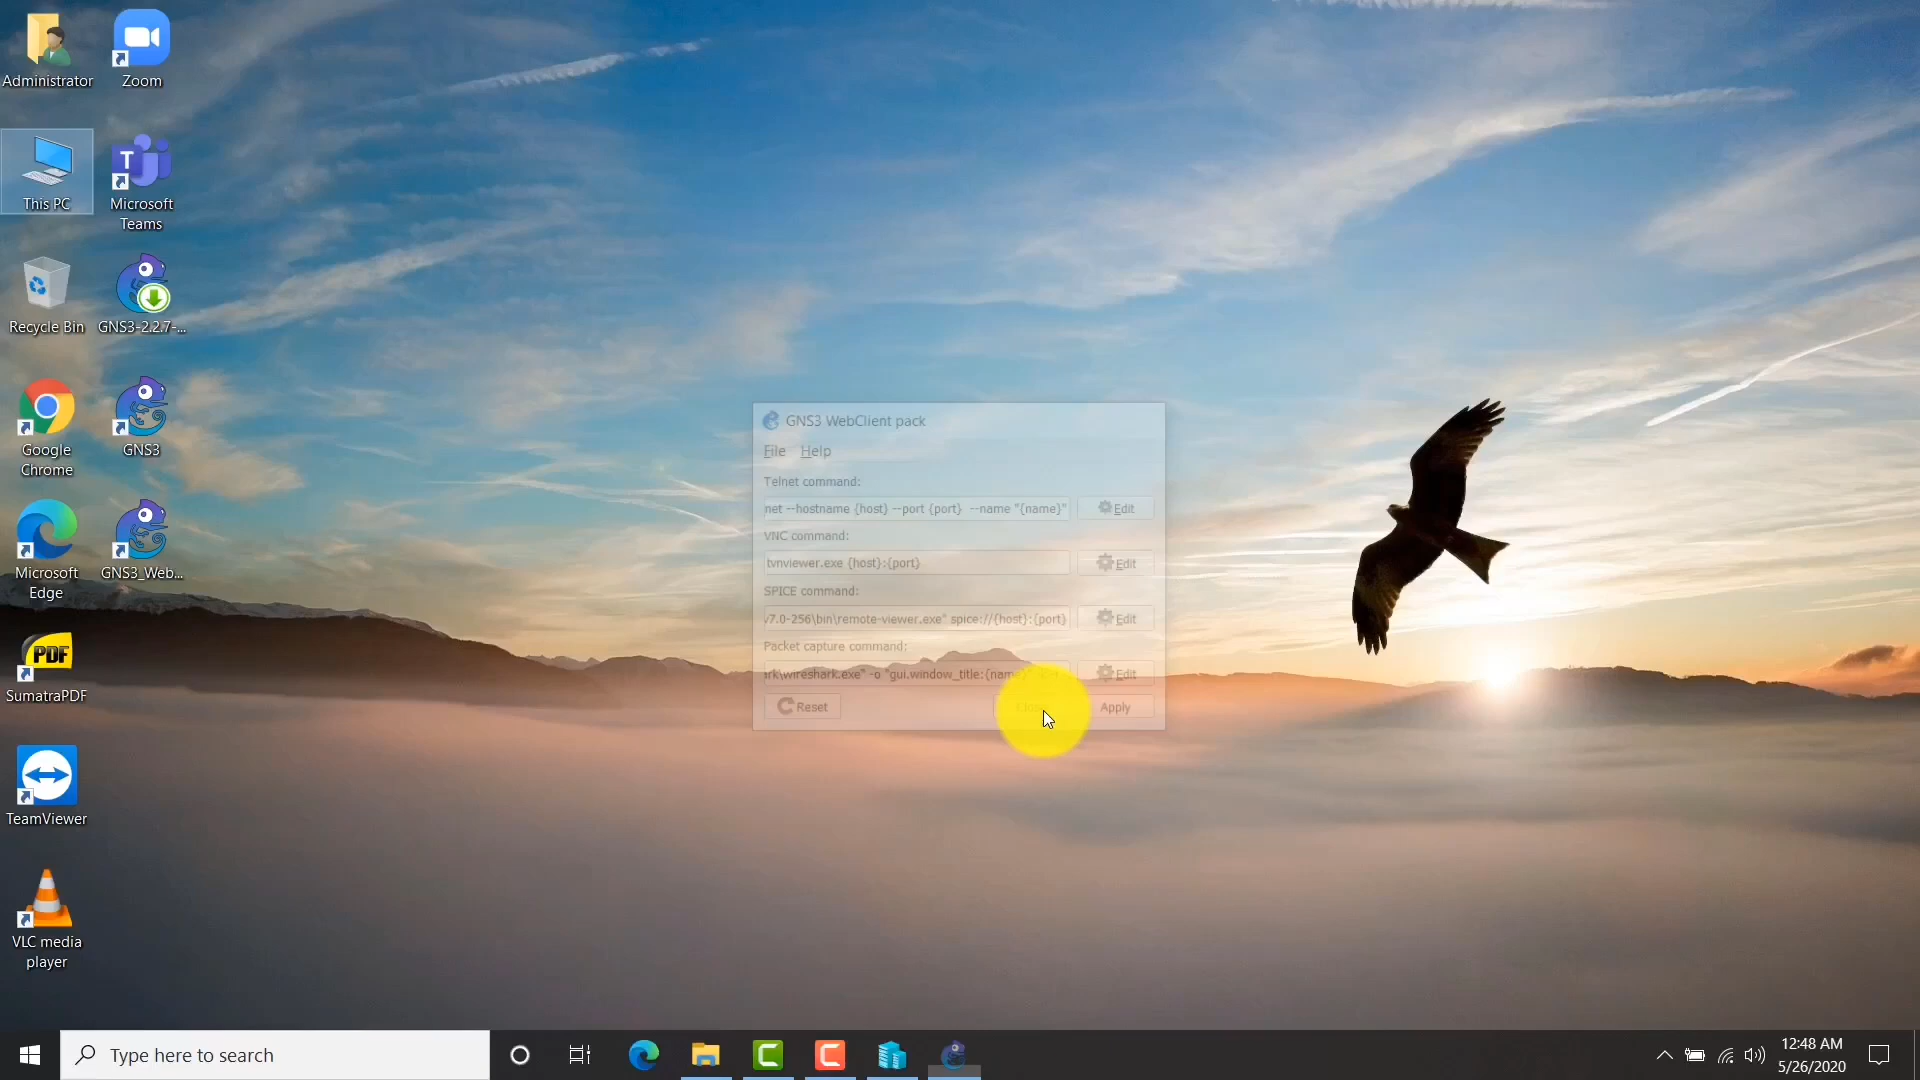 Administrator
Zoom
This PC
Microsoft
Teams
Recycle Bin
GNS3-2.2.7-...
Google
Chrome
GNS3
Microsoft
Edge
GNS3_Web...
PDF
SumatraPDF
TeamViewer
VLC media
player
GNS3 WebClient pack
File Help
Telnet command:
net --hostname {host} --port {port} --name "{name}"
Edit
VNC command:
tvnviewer.exe {host}:{port}
Edit
SPICE command:
v7.0-256\bin\remote-viewer.exe" spice://{host}:{port}
Edit
Packet capture command:
ark\wireshark.exe" -o "gui.window_title:{name}"
Edit
Reset
Apply
Type here to search
12:48 AM
5/26/2020